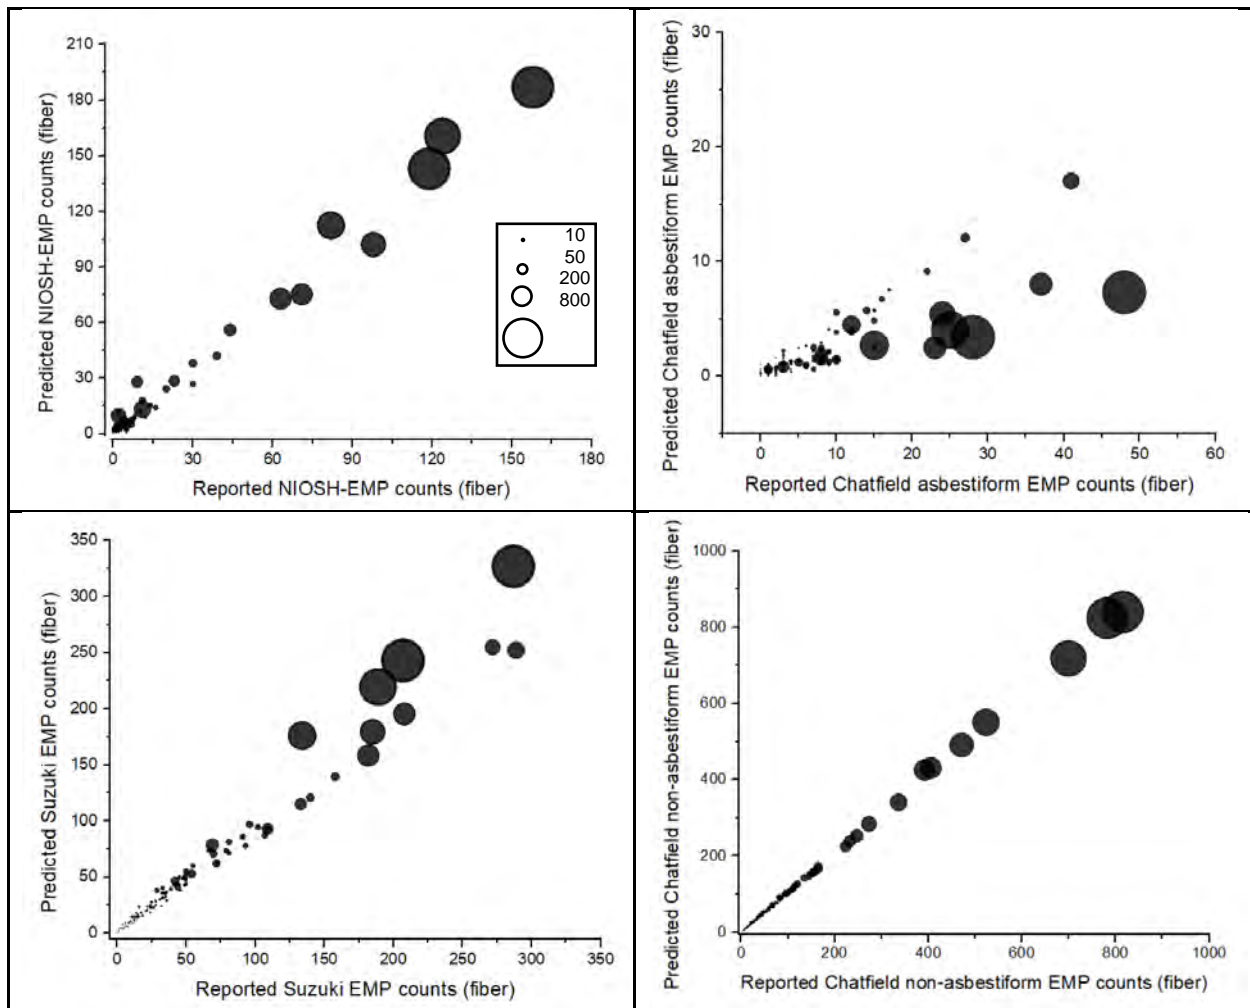 210
180
150
120
90
60
30
0
Predicted NIOSH-EMP counts (fiber)
10
50
200
800
0 30 60 90 120 150 180
Reported NIOSH-EMP counts (fiber)
30
20
10
0
Predicted Chatfield asbestiform EMP counts (fiber)
0 10 20 30 40 50 60
Reported Chatfield asbestiform EMP counts (fiber)
350
300
250
200
150
100
50
0
Predicted Suzuki EMP counts (fiber)
0 50 100 150 200 250 300 350
Reported Suzuki EMP counts (fiber)
1000
800
600
400
200
0
Predicted Chatfield non-asbestiform EMP counts (fiber)
0 200 400 600 800 1000
Reported Chatfield non-asbestiform EMP counts (fiber)